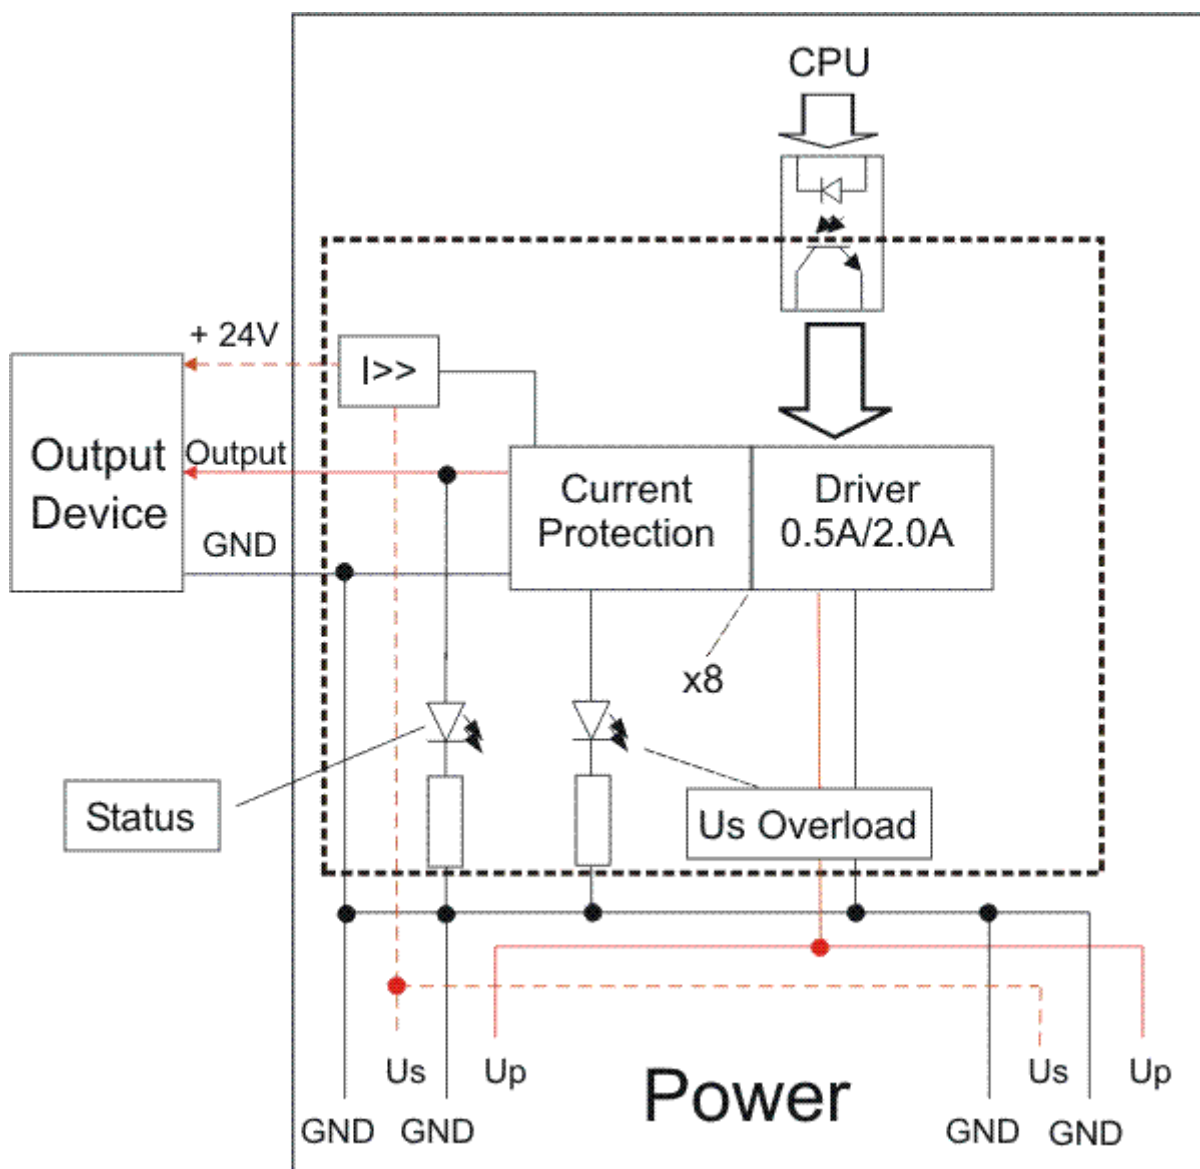 CPU
+ 24V
I>>
Output
Device
Output
GND
Current
Protection
Driver
0.5A/2.0A
x8
Status
Us Overload
Us
Up
Us
Up
Power
GND
GND
GND
GND